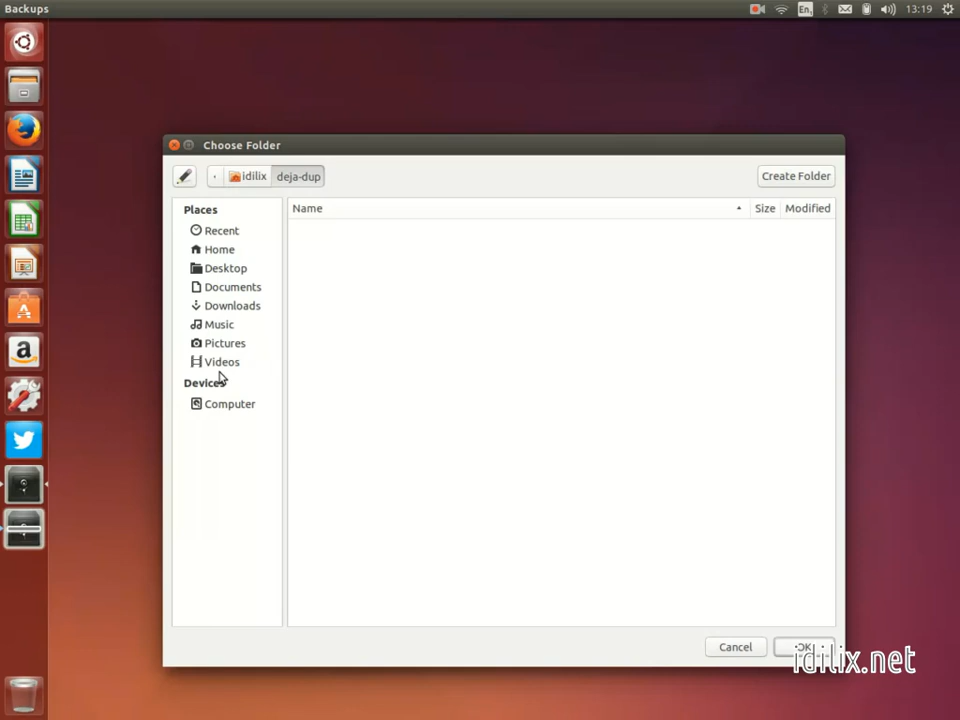 Backups
En
13:19
Choose Folder
idilix
deja-dup
Create Folder
Places
Name
Size
Modified
Recent
Home
Desktop
Documents
Downloads
Music
Pictures
Videos
Devices
Computer
Cancel
OK
idilix.net